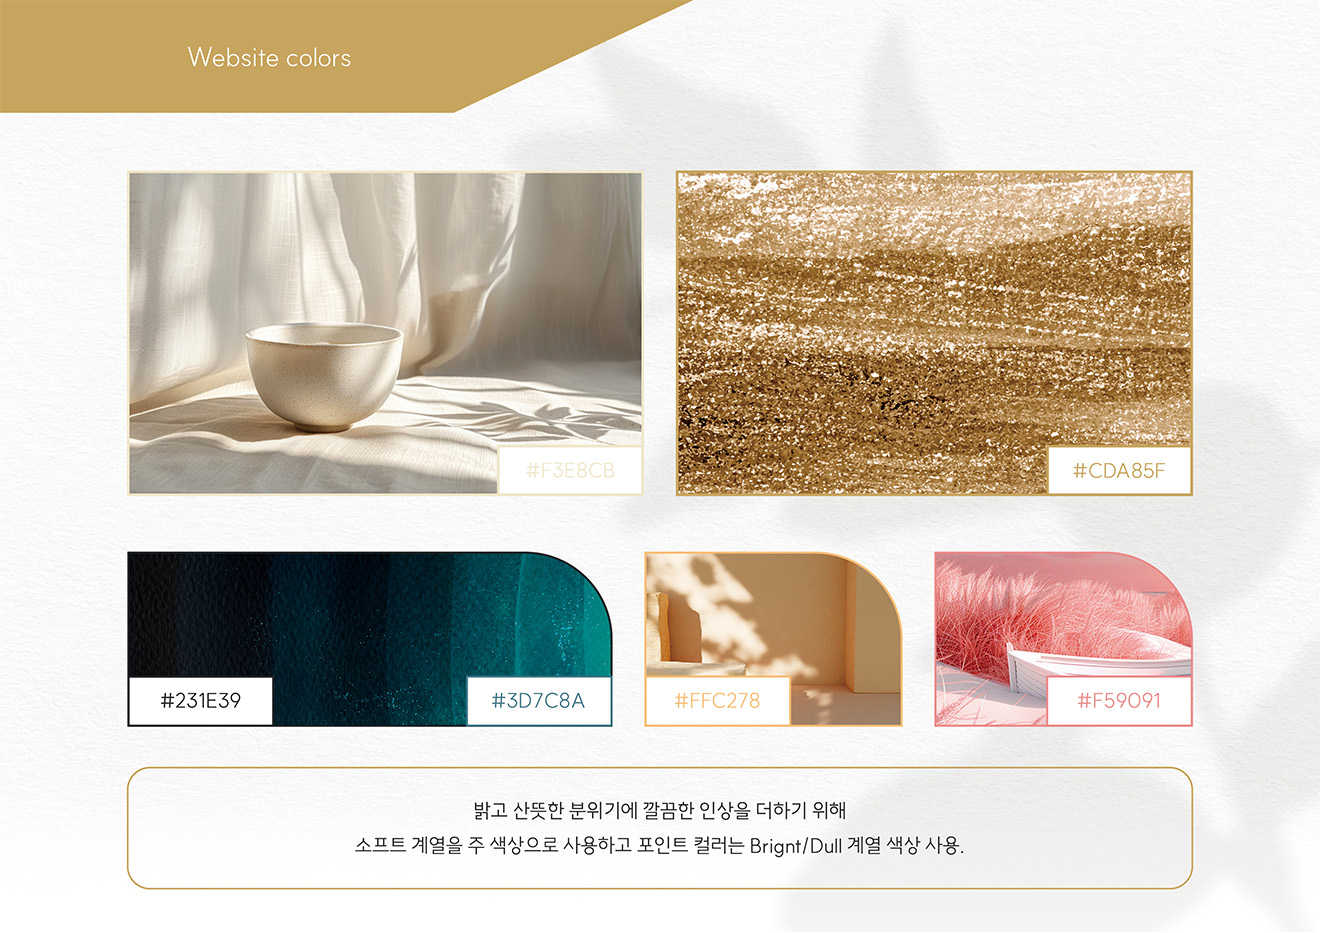 Website colors
#F3E8CB
#CDA85F
#231E39
#3D7C8A
#FFC278
#F59091
밝고 산뜻한 분위기에 깔끔한 인상을 더하기 위해
소프트 계열을 주 색상으로 사용하고 포인트 컬러는 Brignt/Dull 계열 색상 사용.